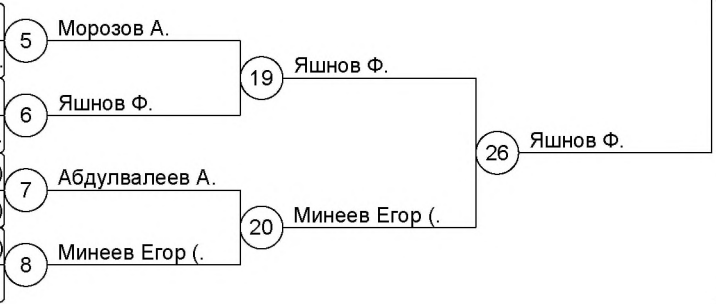 5 Морозов А.
19 Яшнов Ф.
6 Яшнов Ф.
26 Яшнов Ф.
7 Абдулвалеев А.
20 Минеев Егор (.
8 Минеев Егор (.